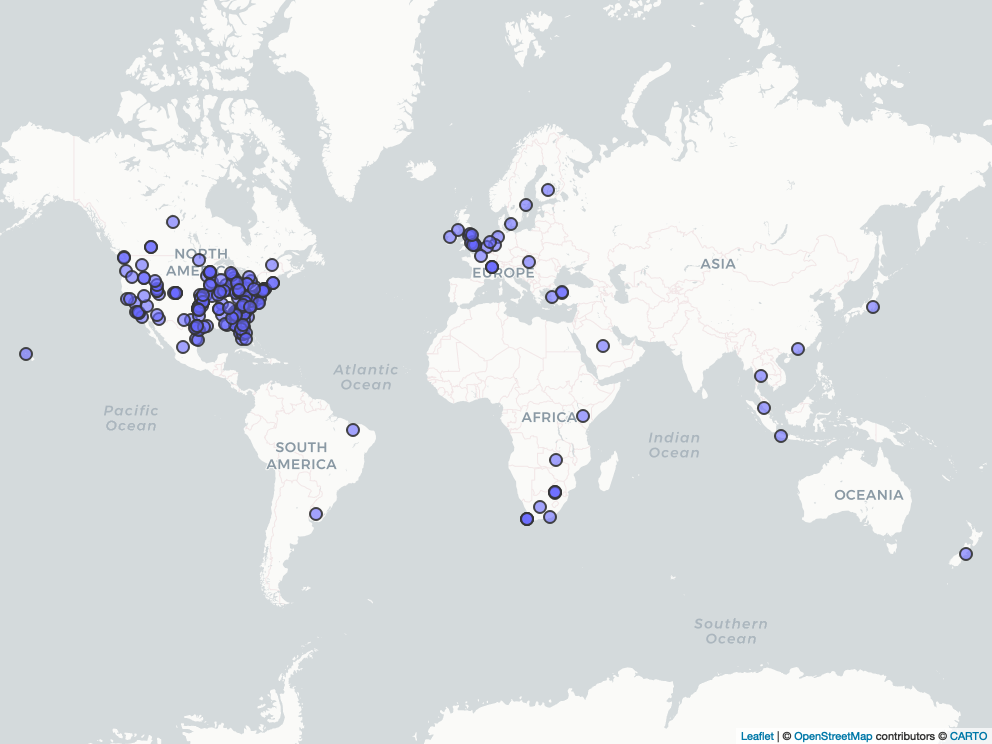 NORTH
AMERICA
EUROPE
ASIA
Atlantic
Ocean
Pacific
Ocean
AFRICA
SOUTH
AMERICA
Indian
Ocean
OCEANIA
Southern
Ocean
Leaflet | © OpenStreetMap contributors © CARTO